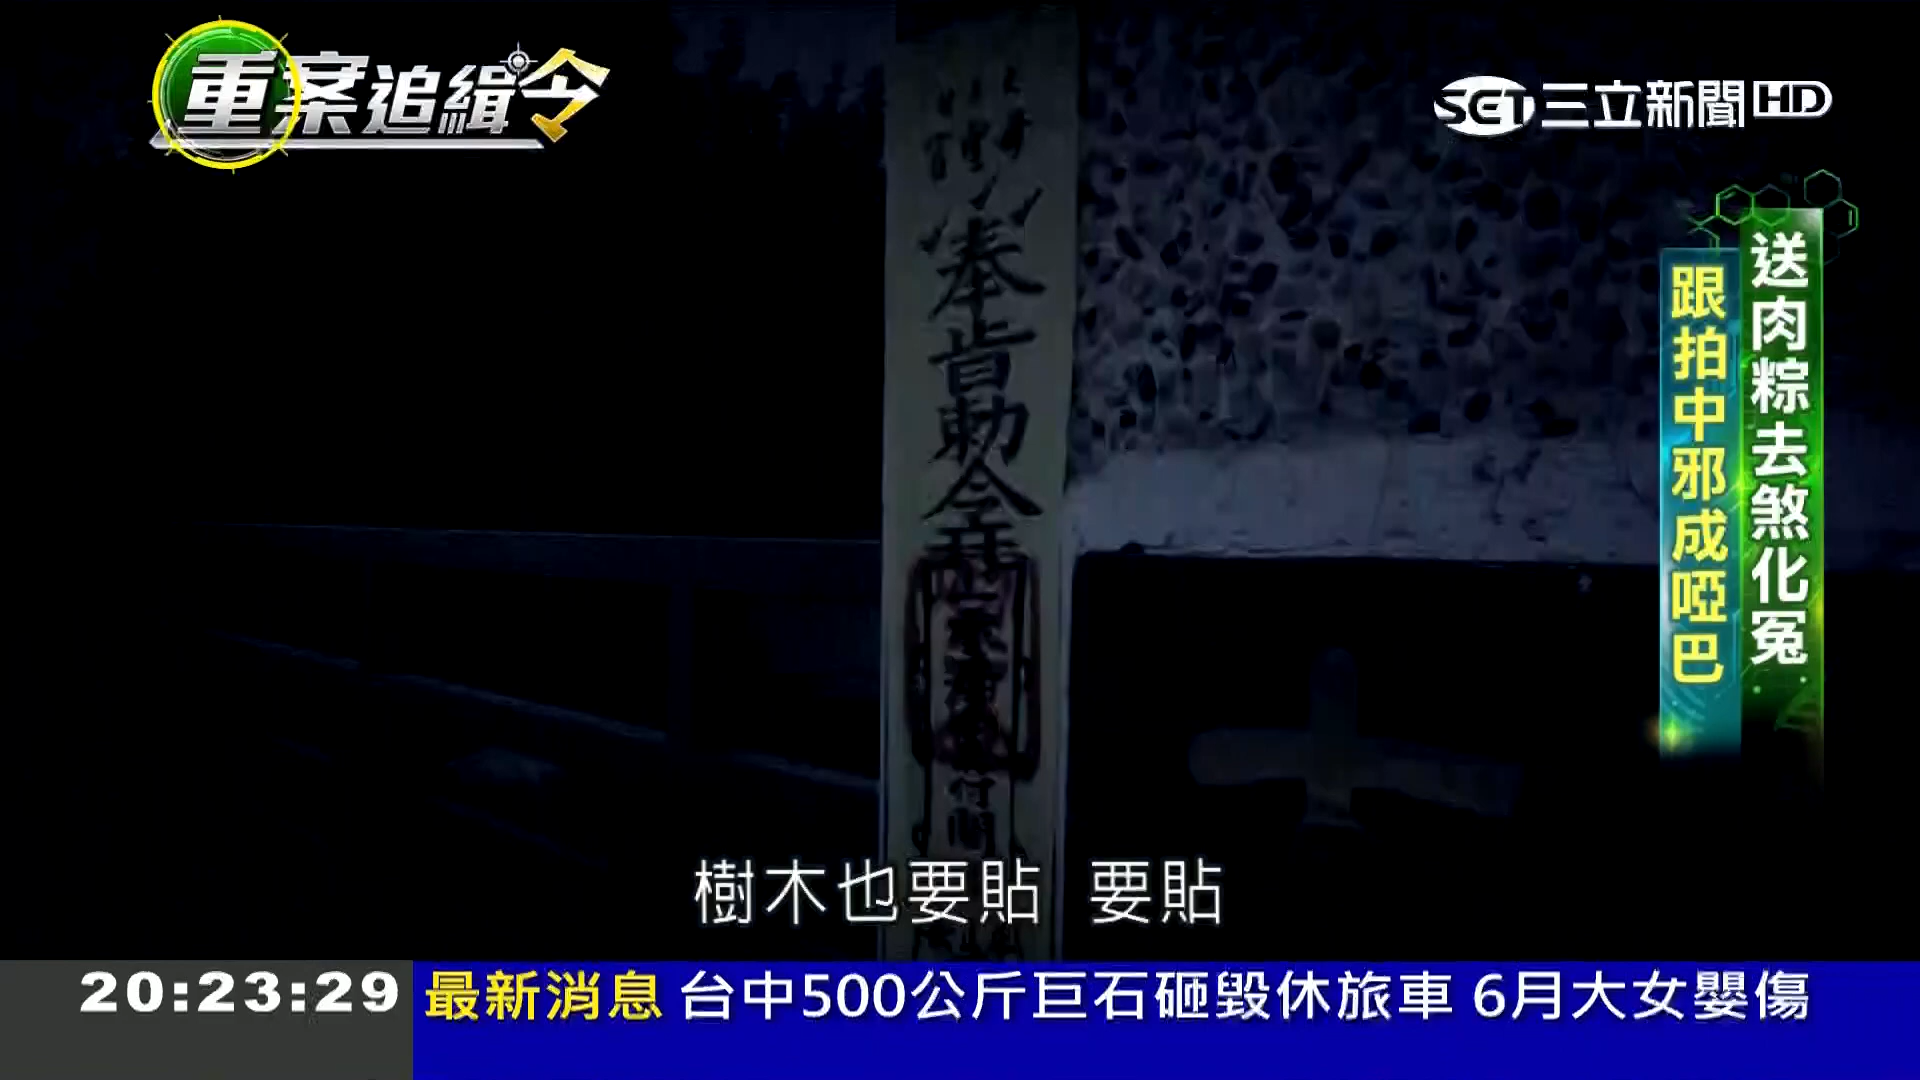 重案追緝令
SET三立新聞HD
送肉粽去煞化冤
跟拍中邪成啞巴
奉
勅令
樹木也要貼 要貼
20:23:29
最新消息 台中500公斤巨石砸毀休旅車 6月大女嬰傷